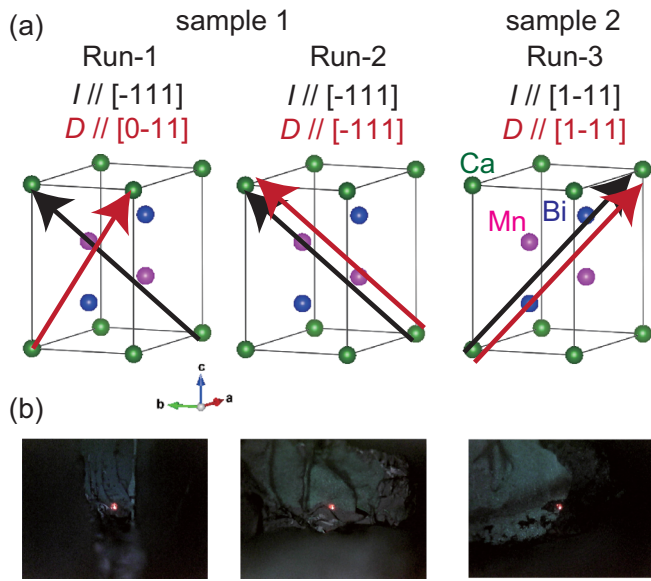 (a)
sample 1
sample 2
Run-1
Run-2
Run-3
I // [-111]
I // [-111]
I // [1-11]
D // [0-11]
D // [-111]
D // [1-11]
Ca
Mn
Bi
c
b
a
(b)